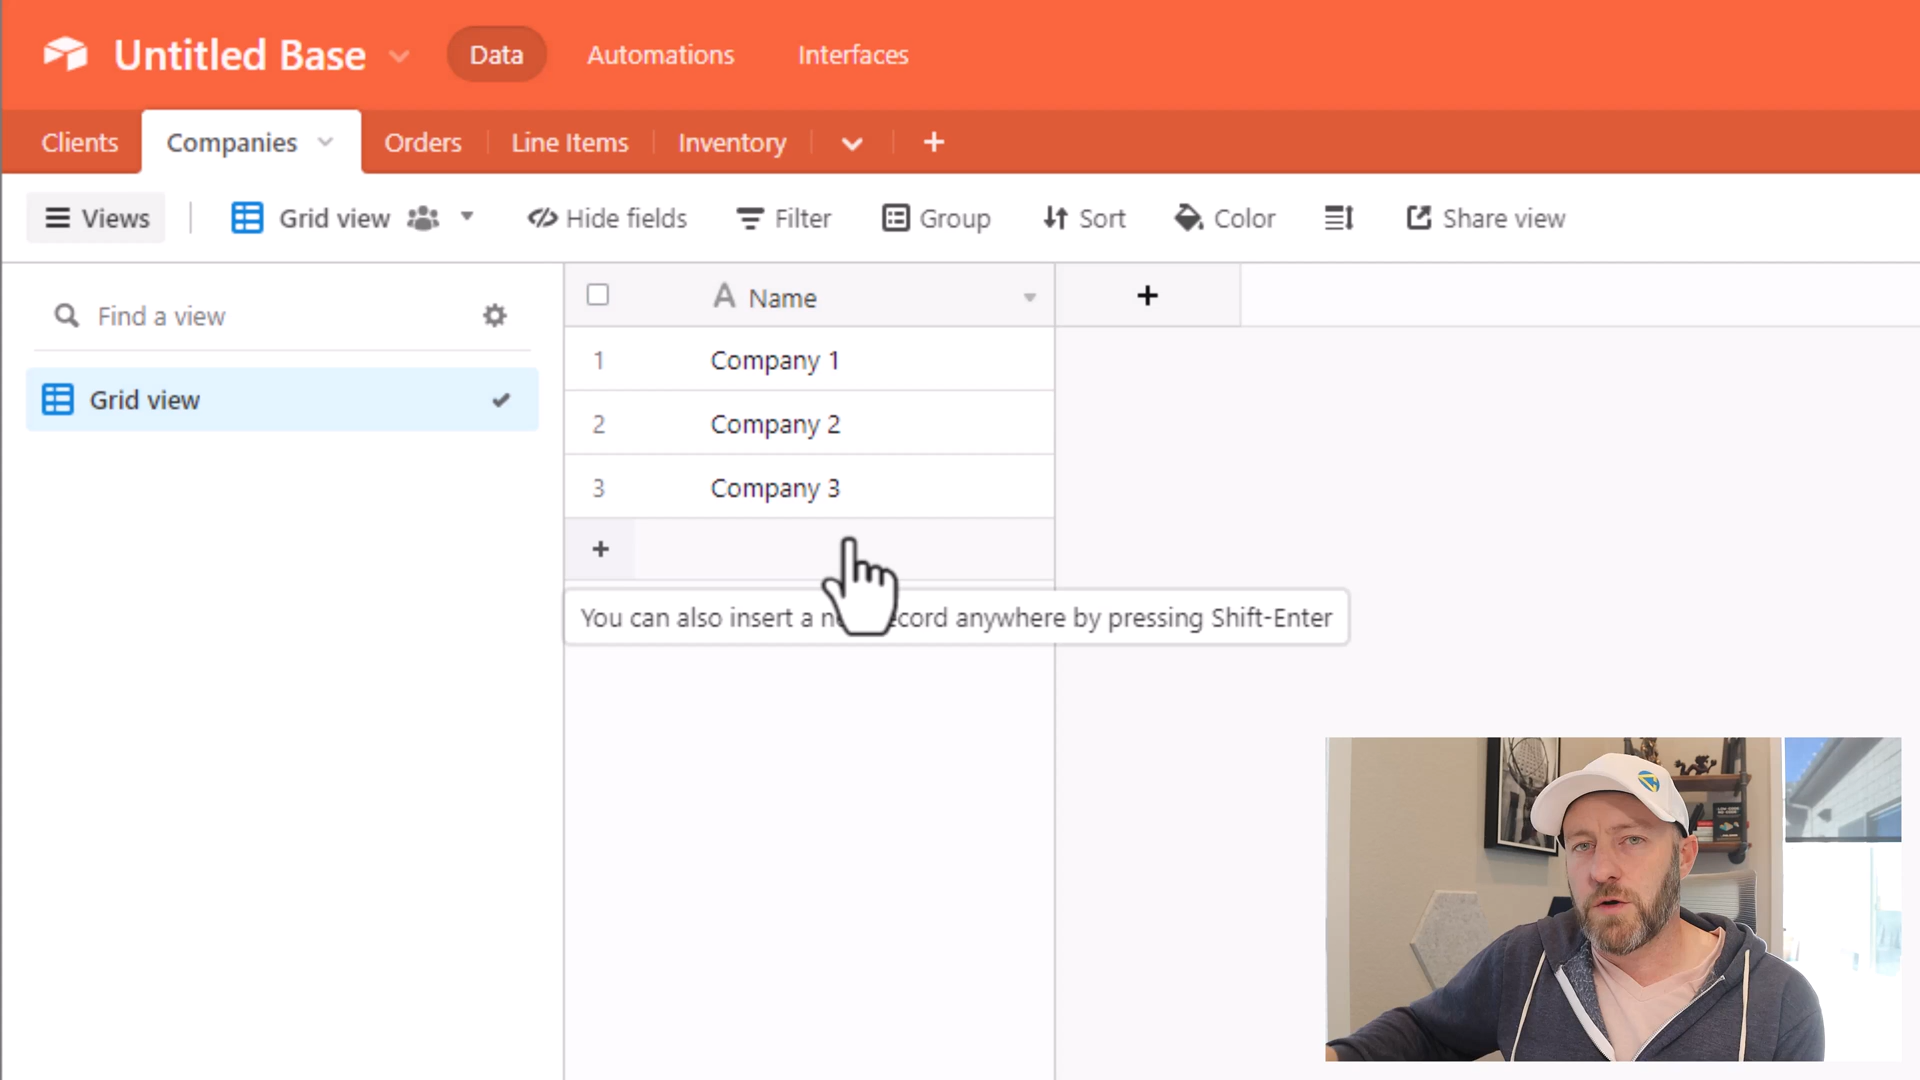 Untitled Base
Data
Automations
Interfaces
Clients
Companies
Orders
Line Items
Inventory
Views
Grid view
Hide fields
Filter
Group
Sort
Color
Share view
Find a view
Grid view
A Name
1 Company 1
2 Company 2
3 Company 3
You can also insert a n cord anywhere by pressing Shift-Enter